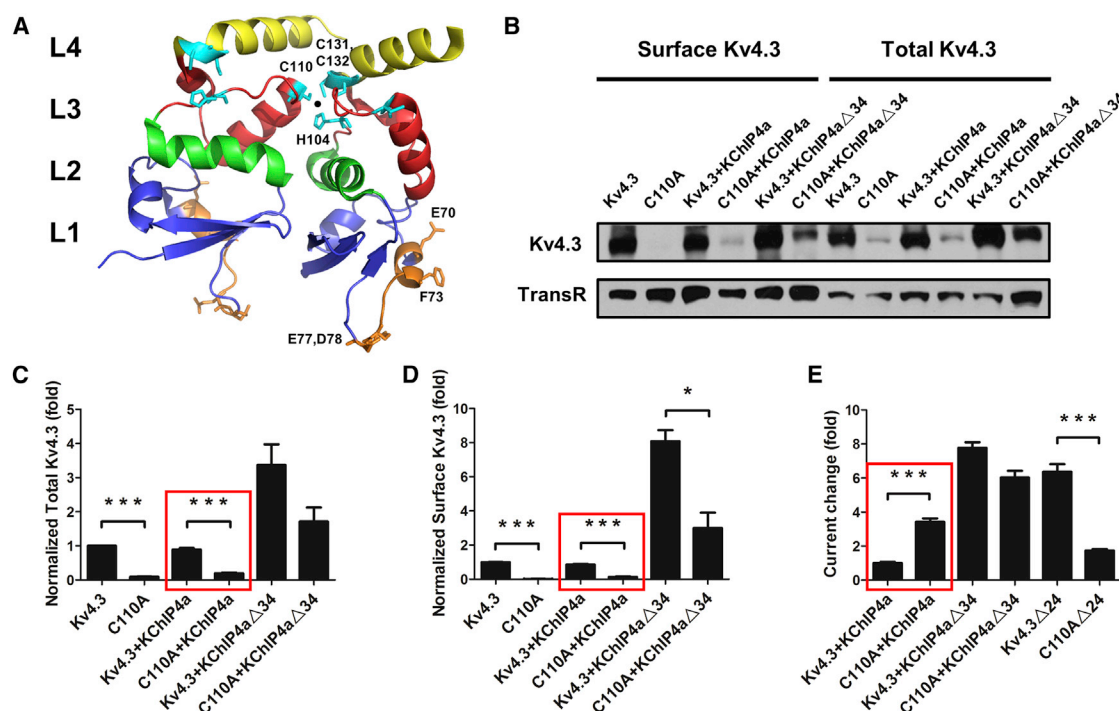 A
L4
L3
L2
L1
C131,
C132
C110
H104
E70
F73
E77,D78
B
Surface Kv4.3
Total Kv4.3
Kv4.3
C110A
Kv4.3+KChIP4a
C110A+KChIP4a
Kv4.3+KChIP4a△34
C110A+KChIP4a△34
Kv4.3
C110A
Kv4.3+KChIP4a
C110A+KChIP4a
Kv4.3+KChIP4a△34
C110A+KChIP4a△34
Kv4.3
TransR
C
Normalized Total Kv4.3 (fold)
5
4
3
2
1
0
***
***
Kv4.3
C110A
Kv4.3+KChIP4a
C110A+KChIP4a
Kv4.3+KChIP4a△34
C110A+KChIP4a△34
D
Normalized Surface Kv4.3 (fold)
10
8
6
4
2
0
***
***
*
Kv4.3
C110A
Kv4.3+KChIP4a
C110A+KChIP4a
Kv4.3+KChIP4a△34
C110A+KChIP4a△34
E
Current change (fold)
10
8
6
4
2
0
***
***
Kv4.3+KChIP4a
C110A+KChIP4a
Kv4.3+KChIP4a△34
C110A+KChIP4a△34
Kv4.3△24
C110A△24